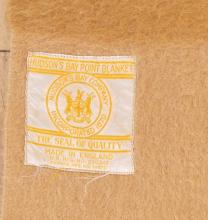 HUDSON'S BAY POINT BLANKET
HUDSON'S BAY COMPANY
INCORPORATED 1670
THE SEAL OF QUALITY
MADE IN ENGLAND